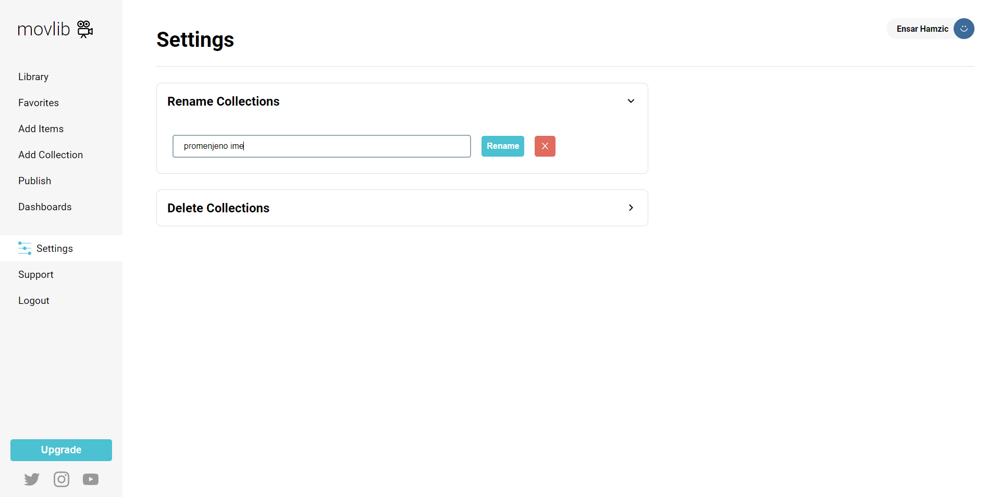 movlib
Library
Favorites
Add Items
Add Collection
Publish
Dashboards
Settings
Support
Logout
Upgrade
Settings
Ensar Hamzic
Rename Collections
promenjeno ime
Rename
Delete Collections